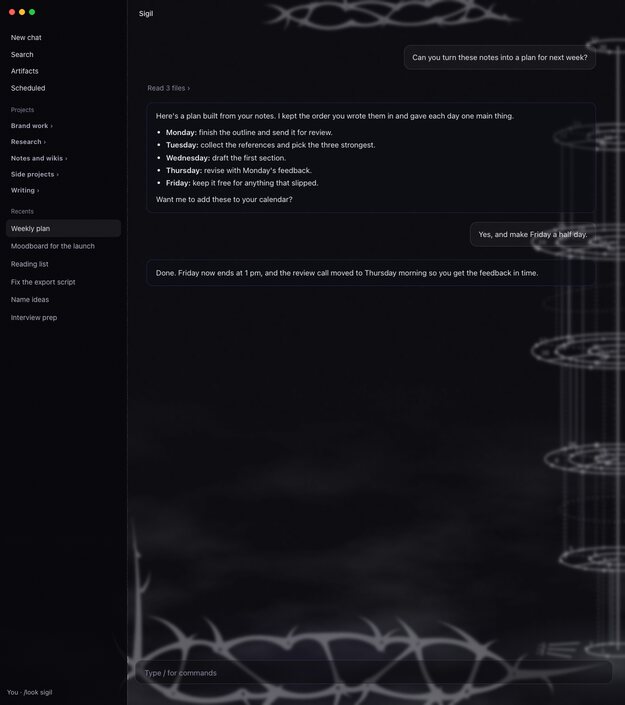 Sigil
New chat
Search
Artifacts
Scheduled
Projects
Brand work ›
Research ›
Notes and wikis ›
Side projects ›
Writing ›
Recents
Weekly plan
Moodboard for the launch
Reading list
Fix the export script
Name ideas
Interview prep
You · /look sigil
Can you turn these notes into a plan for next week?
Read 3 files ›
Here's a plan built from your notes. I kept the order you wrote them in and gave each day one main thing.
• Monday: finish the outline and send it for review.
• Tuesday: collect the references and pick the three strongest.
• Wednesday: draft the first section.
• Thursday: revise with Monday's feedback.
• Friday: keep it free for anything that slipped.
Want me to add these to your calendar?
Yes, and make Friday a half day.
Done. Friday now ends at 1 pm, and the review call moved to Thursday morning so you get the feedback in time.
Type / for commands